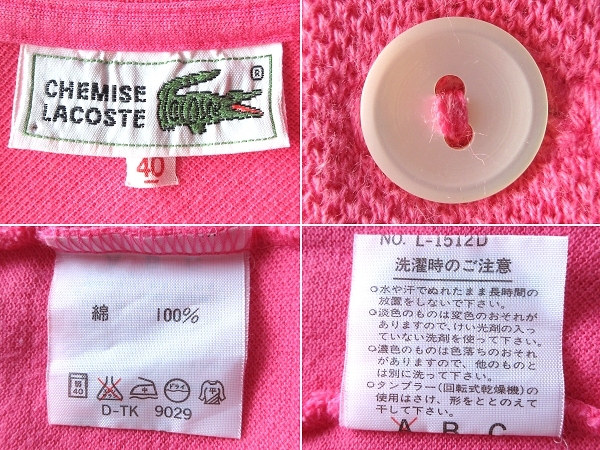 CHEMISE
LACOSTE
®
40
綿 100%
40
ドライ
D-TK 9029
NO. L-1512D
洗濯時のご注意
○水や汗でぬれたまま長時間の
放置をしないで下さい。
○淡色のものは変色のおそれが
ありますので、けい光剤の入っ
ていない洗剤を使って下さい。
○濃色のものは色落ちのおそれ
がありますので、他のものと
は別に洗って下さい。
○タンブラー(回転式乾燥機)の
使用はさけ、形をととのえて
干して下さい。
A B C